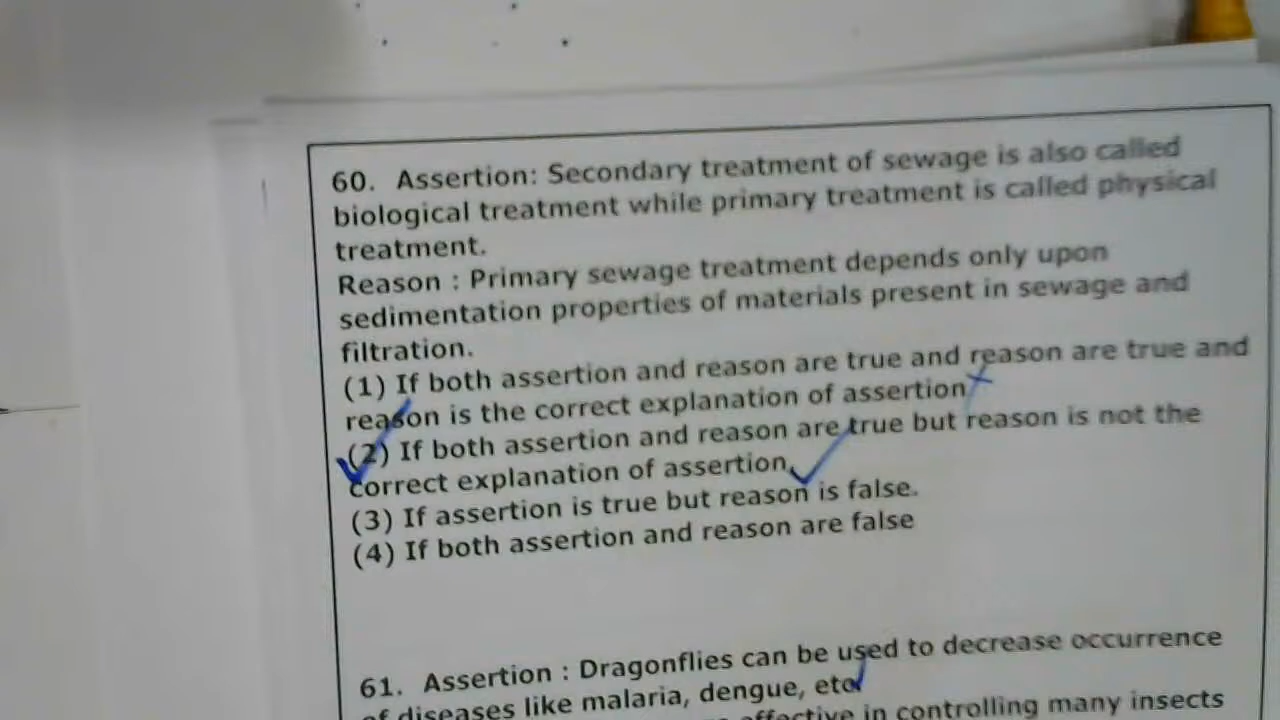 60. Assertion: Secondary treatment of sewage is also called
biological treatment while primary treatment is called physical
treatment.
Reason : Primary sewage treatment depends only upon
sedimentation properties of materials present in sewage and
filtration.
(1) If both assertion and reason are true and reason are true and
reason is the correct explanation of assertion
(2) If both assertion and reason are true but reason is not the
correct explanation of assertion.
(3) If assertion is true but reason is false.
(4) If both assertion and reason are false
61. Assertion : Dragonflies can be used to decrease occurrence
of diseases like malaria, dengue, etc
effective in controlling many insects